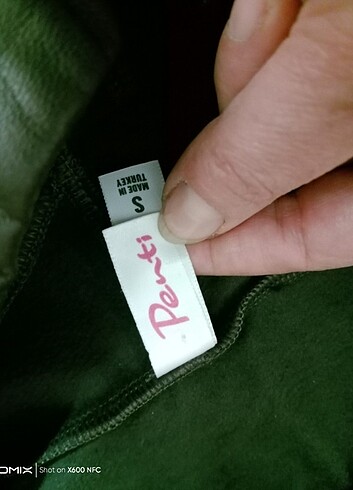 S
MADE IN
TURKEY
Penti
OMIX | Shot on X600 NFC